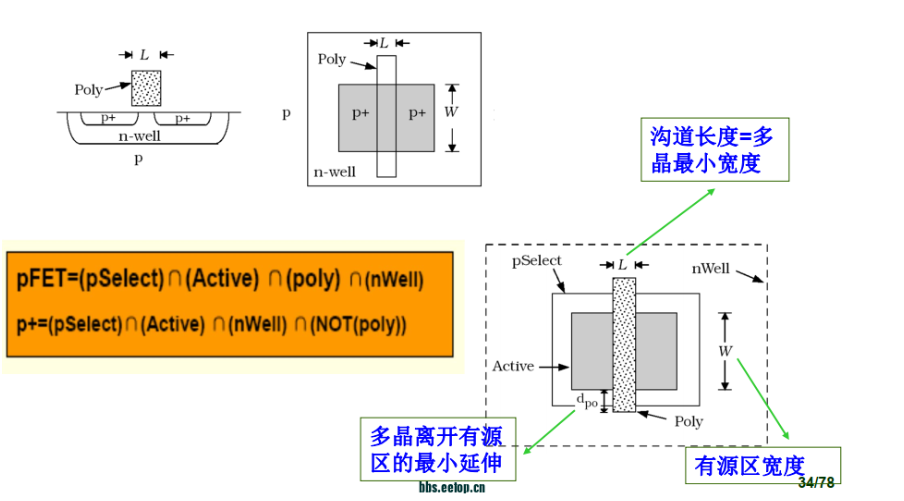 L
Poly
p+ p+
n-well
p
p
L
Poly
p+ p+
W
n-well
沟道长度=多
晶最小宽度
pFET=(pSelect)∩(Active) ∩(poly) ∩(nWell)
p+=(pSelect)∩(Active) ∩(nWell) ∩(NOT(poly))
pSelect
L
nWell
W
Active
dpo
Poly
多晶离开有源
区的最小延伸
有源区宽度
34/78
bbs.eetop.cn